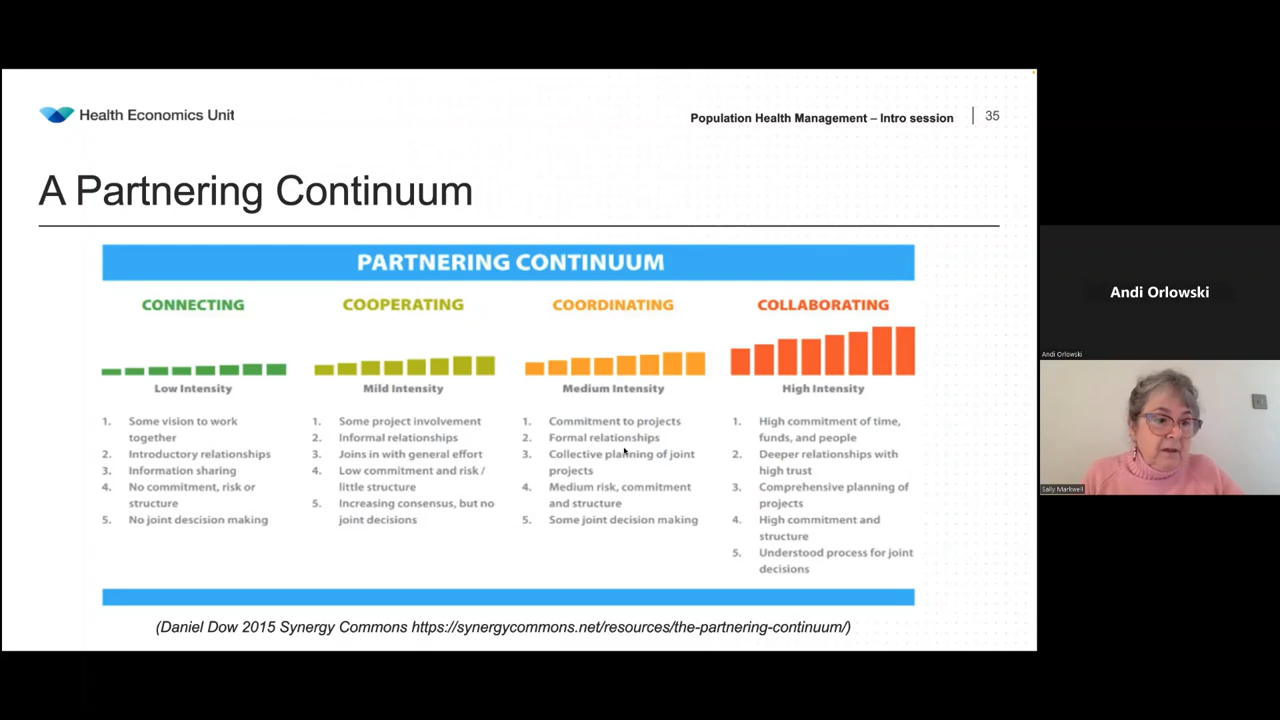 Health Economics Unit
Population Health Management – Intro session
35
A Partnering Continuum
PARTNERING CONTINUUM
CONNECTING
Low Intensity
1. Some vision to work
together
2. Introductory relationships
3. Information sharing
4. No commitment, risk or
structure
5. No joint descision making
COOPERATING
Mild Intensity
1. Some project involvement
2. Informal relationships
3. Joins in with general effort
4. Low commitment and risk /
little structure
5. Increasing consensus, but no
joint decisions
COORDINATING
Medium Intensity
1. Commitment to projects
2. Formal relationships
3. Collective planning of joint
projects
4. Medium risk, commitment
and structure
5. Some joint decision making
COLLABORATING
High Intensity
1. High commitment of time,
funds, and people
2. Deeper relationships with
high trust
3. Comprehensive planning of
projects
4. High commitment and
structure
5. Understood process for joint
decisions
(Daniel Dow 2015 Synergy Commons https://synergycommons.net/resources/the-partnering-continuum/)
Andi Orlowski
Andi Orlowski
Sally Markwell